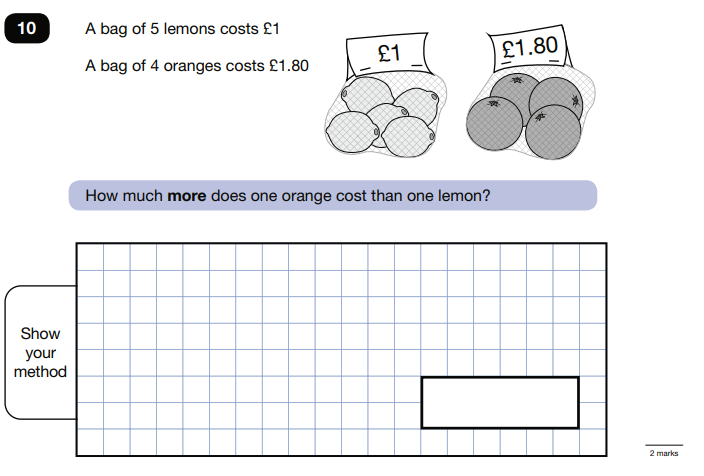 10
A bag of 5 lemons costs £1
A bag of 4 oranges costs £1.80
£1
£1.80
How much more does one orange cost than one lemon?
Show
your
method
2 marks